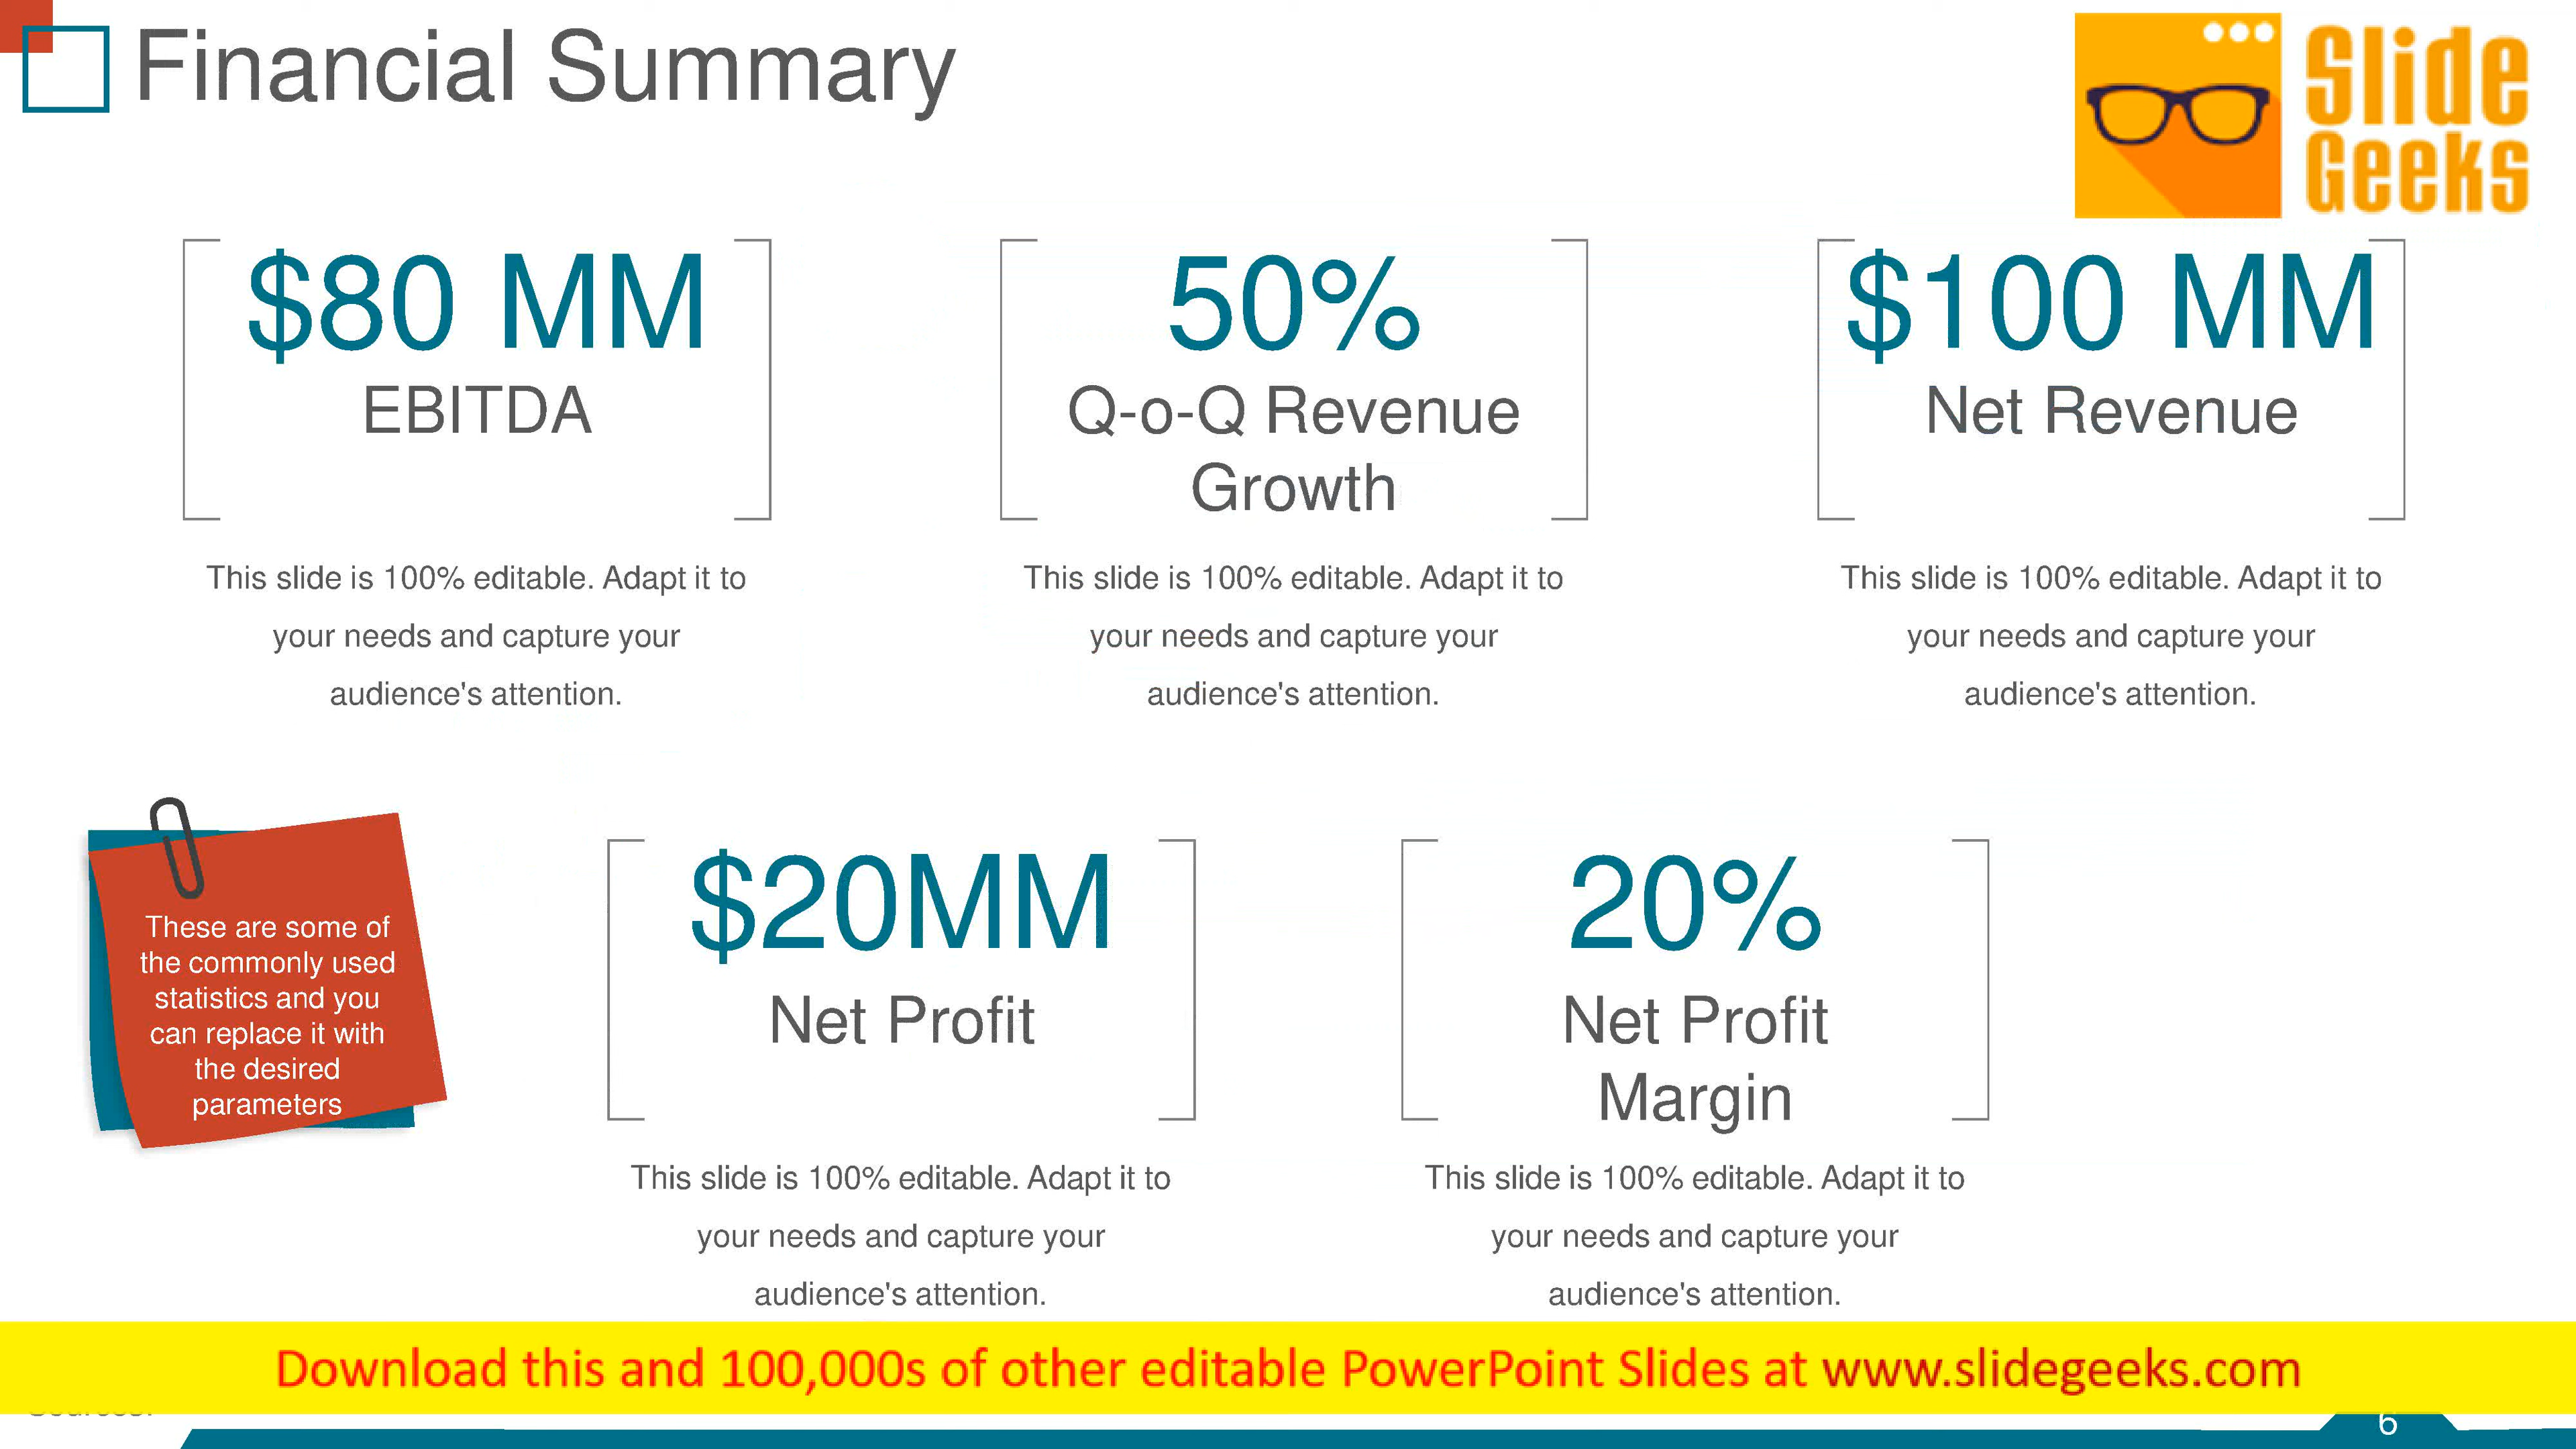 Financial Summary
Slide
Geeks
$80 MM
EBITDA
This slide is 100% editable. Adapt it to
your needs and capture your
audience's attention.
50%
Q-o-Q Revenue
Growth
This slide is 100% editable. Adapt it to
your needs and capture your
audience's attention.
$100 MM
Net Revenue
This slide is 100% editable. Adapt it to
your needs and capture your
audience's attention.
These are some of
the commonly used
statistics and you
can replace it with
the desired
parameters
$20MM
Net Profit
This slide is 100% editable. Adapt it to
your needs and capture your
audience's attention.
20%
Net Profit
Margin
This slide is 100% editable. Adapt it to
your needs and capture your
audience's attention.
Download this and 100,000s of other editable PowerPoint Slides at www.slidegeeks.com
6